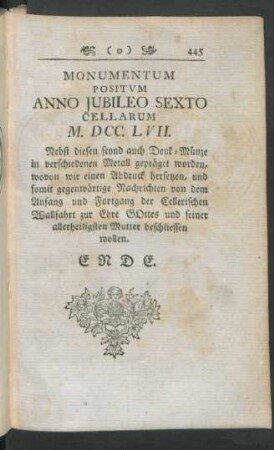 ( o ) 445
MONUMENTUM
POSITVM
ANNO JUBILEO SEXTO
CELLARUM
M. DCC. LVII.
Nebst diesen seynd auch Denk-Münze
in verschiedenen Metall gepräget worden,
wovon wir einen Abdruck hersetzen, und
somit gegenwärtige Nachrichten von dem
Anfang und Fortgang der Cellerischen
Wallfahrt zur Ehre GOttes und seiner
allerheiligsten Mutter beschliessen
wollen.
ENDE.